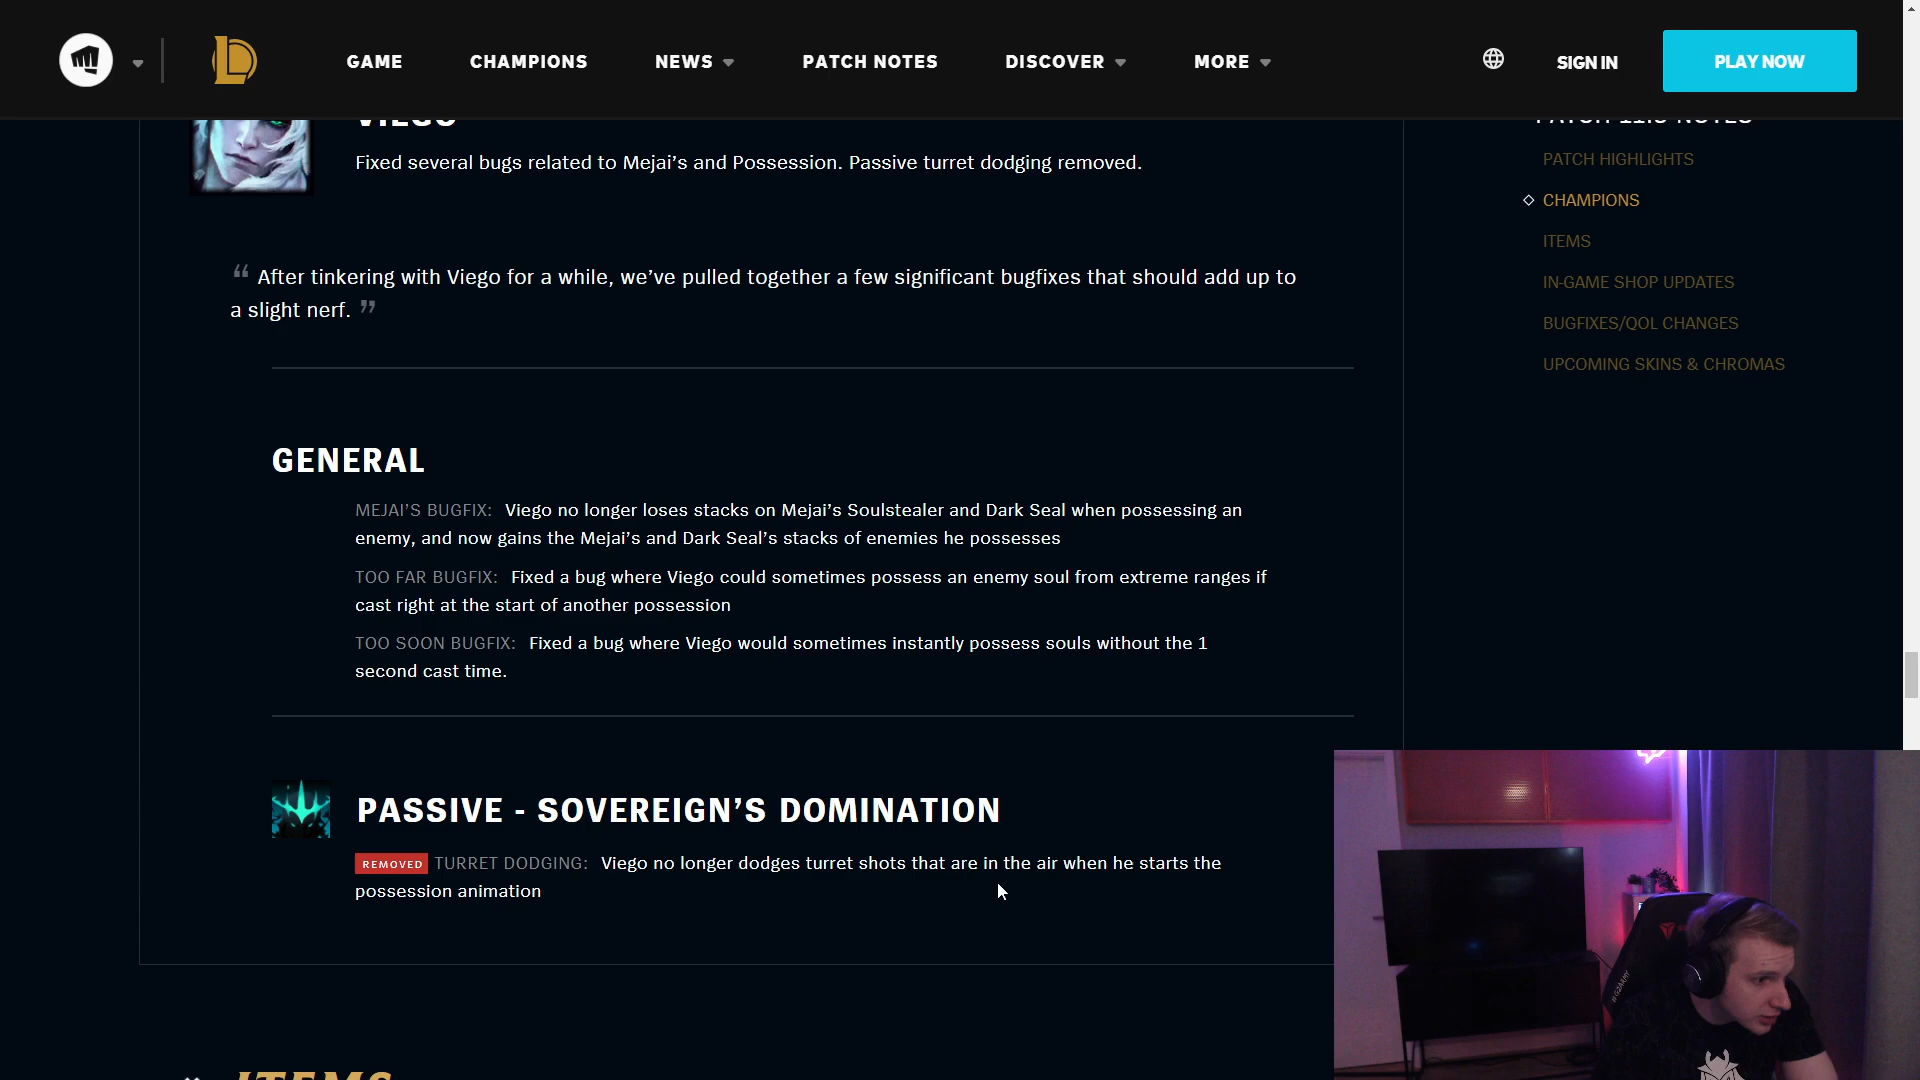 GAME
CHAMPIONS
NEWS
PATCH NOTES
DISCOVER
MORE
SIGN IN
PLAY NOW
VIEGO
Fixed several bugs related to Mejai's and Possession. Passive turret dodging removed.
“ After tinkering with Viego for a while, we've pulled together a few significant bugfixes that should add up to
a slight nerf. ”
GENERAL
MEJAI'S BUGFIX: Viego no longer loses stacks on Mejai's Soulstealer and Dark Seal when possessing an
enemy, and now gains the Mejai's and Dark Seal's stacks of enemies he possesses
TOO FAR BUGFIX: Fixed a bug where Viego could sometimes possess an enemy soul from extreme ranges if
cast right at the start of another possession
TOO SOON BUGFIX: Fixed a bug where Viego would sometimes instantly possess souls without the 1
second cast time.
PASSIVE - SOVEREIGN'S DOMINATION
REMOVED TURRET DODGING: Viego no longer dodges turret shots that are in the air when he starts the
possession animation
ITEMS
PATCH HIGHLIGHTS
CHAMPIONS
ITEMS
IN-GAME SHOP UPDATES
BUGFIXES/QOL CHANGES
UPCOMING SKINS & CHROMAS
#G2ARMY